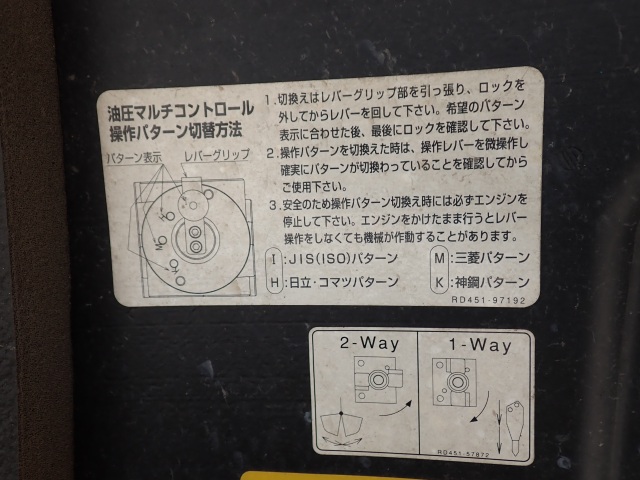 油圧マルチコントロール
操作パターン切替方法
パターン表示 レバーグリップ
1.切換えはレバーグリップ部を引っ張り、ロックを
外してからレバーを回して下さい。希望のパターン
表示に合わせた後、最後にロックを確認して下さい。
2.操作パターンを切換えた時は、操作レバーを微操作し
確実にパターンが切換わっていることを確認してから
ご使用下さい。
3.安全のため操作パターン切換え時には必ずエンジンを
停止して下さい。エンジンをかけたまま行うとレバー
操作をしなくても機械が作動することがあります。
I:JIS(ISO)パターン M:三菱パターン
H:日立・コマツパターン K:神鋼パターン
RD451-97192
2-Way 1-Way
RD451-57872